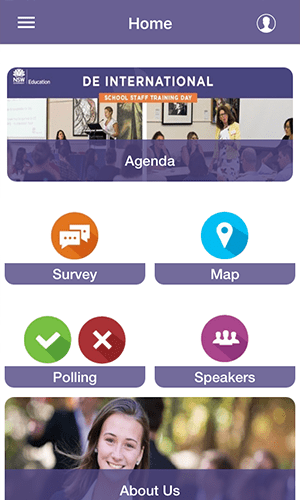 Home
NSW
Education
DE INTERNATIONAL
SCHOOL STAFF TRAINING DAY
Agenda
Survey
Map
Polling
Speakers
About Us